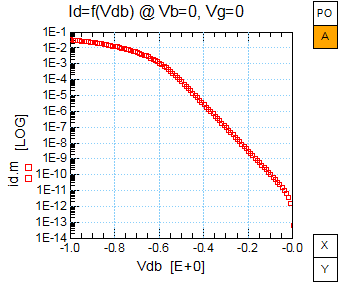 Id=f(Vdb) @ Vb=0, Vg=0
PO
A
1E-1
1E-2
1E-3
1E-4
1E-5
1E-6
1E-7
1E-8
1E-9
1E-10
1E-11
1E-12
1E-13
1E-14
id.m [LOG]
-1.0 -0.8 -0.6 -0.4 -0.2 -0.0
Vdb [E+0]
X
Y